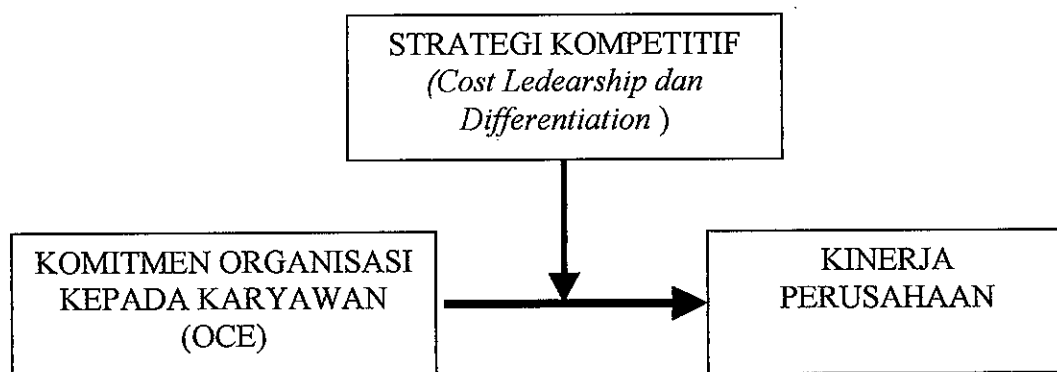 STRATEGI KOMPETITIF
(Cost Ledearship dan
Differentiation )
KOMITMEN ORGANISASI
KEPADA KARYAWAN
(OCE)
KINERJA
PERUSAHAAN